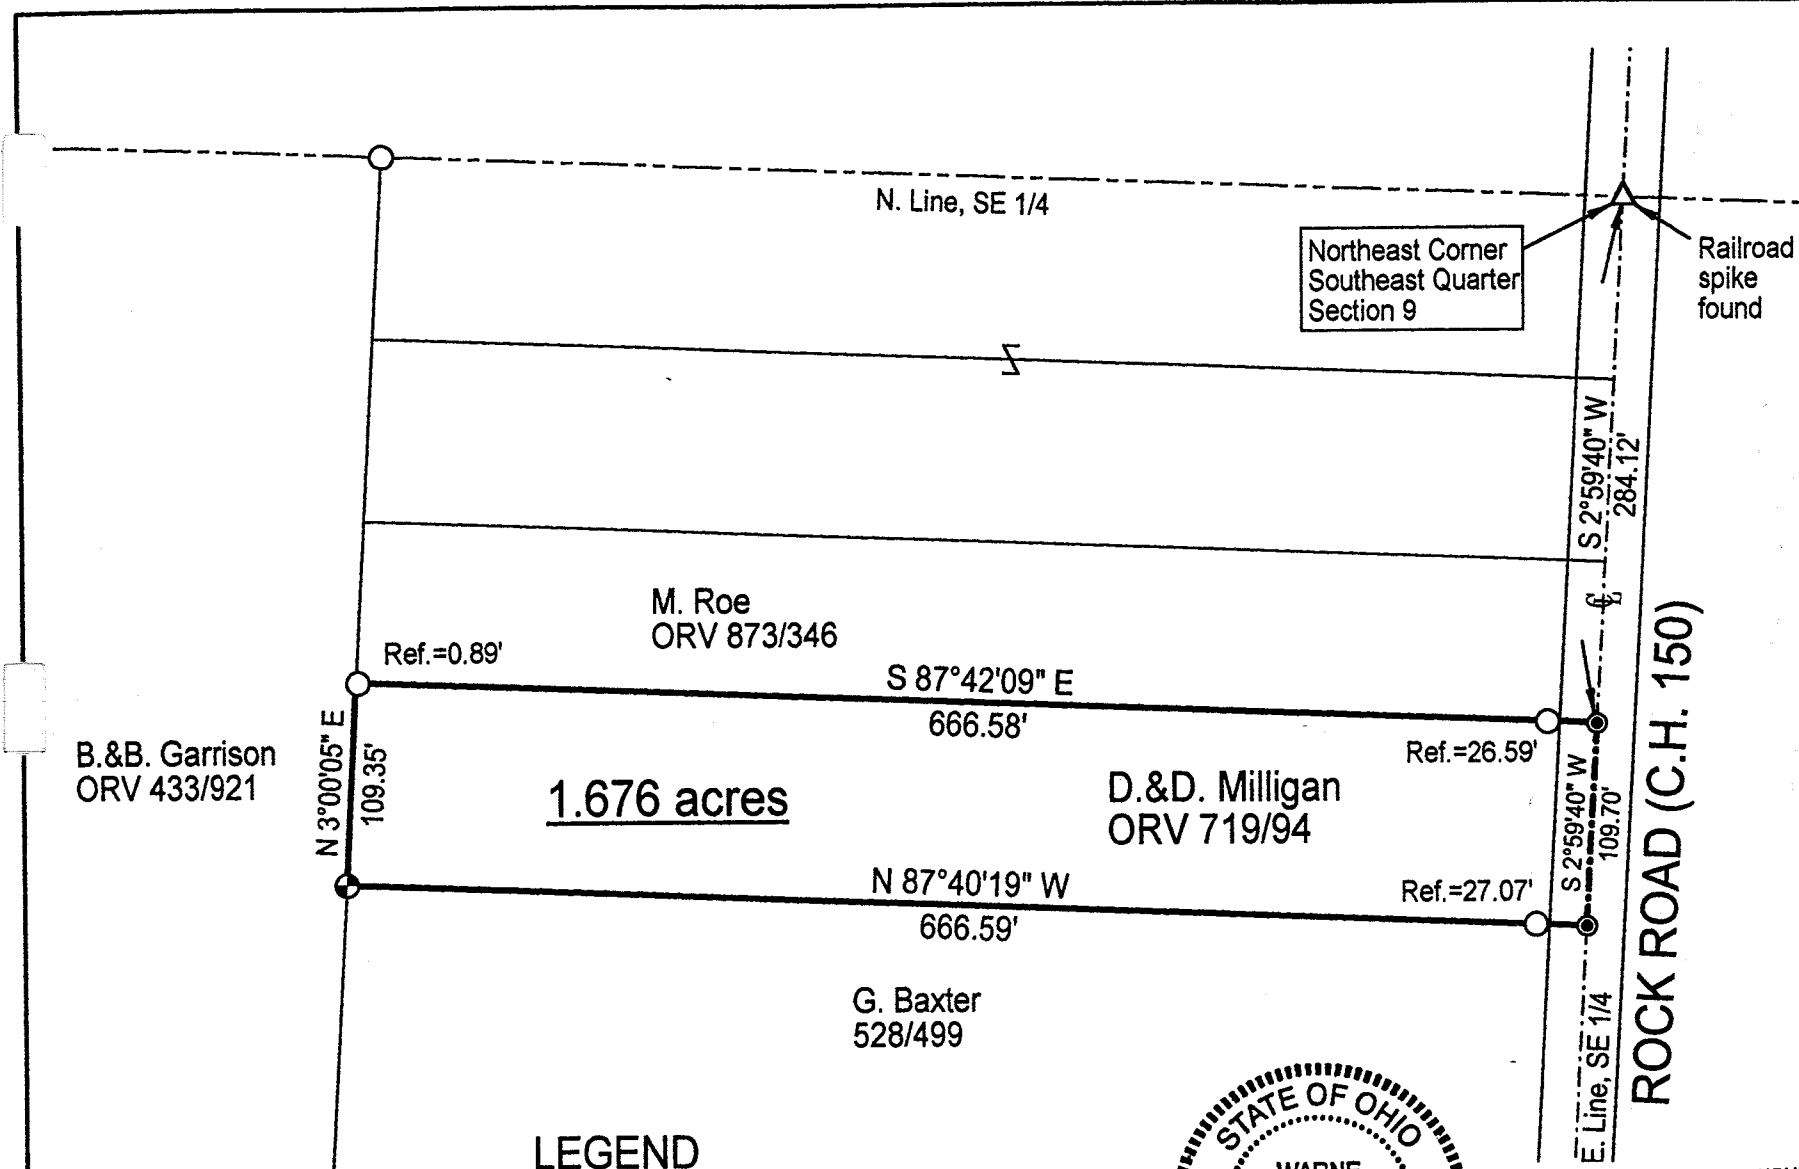 N. Line, SE 1/4
Northeast Corner
Southeast Quarter
Section 9
Railroad
spike
found
S 2°59'40" W
284.12'
M. Roe
ORV 873/346
Ref.=0.89'
S 87°42'09" E
666.58'
Ref.=26.59'
B.&B. Garrison
ORV 433/921
N 3°00'05" E
109.35'
1.676 acres
D.&D. Milligan
ORV 719/94
S 2°59'40" W
109.70'
ROCK ROAD (C.H. 150)
N 87°40'19" W
666.59'
Ref.=27.07'
G. Baxter
528/499
E. Line, SE 1/4
LEGEND
STATE OF OHIO